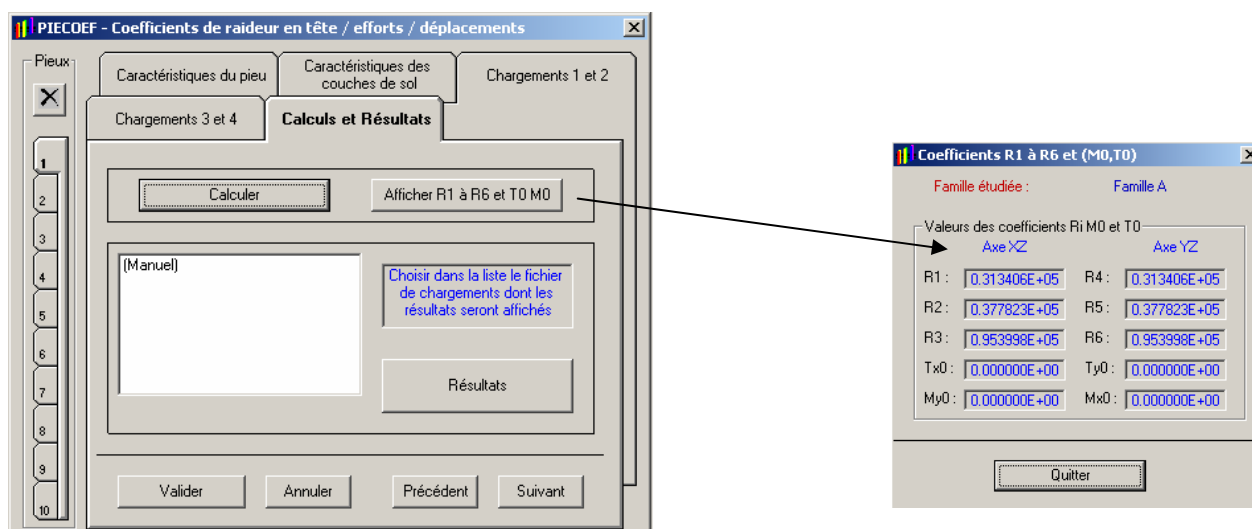 PIECOEF - Coefficients de raideur en tête / efforts / déplacements
Pieux
1
2
3
4
5
6
7
8
9
10
Caractéristiques du pieu
Caractéristiques des
couches de sol
Chargements 1 et 2
Chargements 3 et 4
Calculs et Résultats
Calculer
Afficher R1 à R6 et T0 M0
(Manuel)
Choisir dans la liste le fichier
de chargements dont les
résultats seront affichés
Résultats
Valider
Annuler
Précédent
Suivant
Coefficients R1 à R6 et (M0,T0)
Famille étudiée : Famille A
Valeurs des coefficients Ri M0 et T0
Axe XZ Axe YZ
R1 : 0.313406E+05 R4 : 0.313406E+05
R2 : 0.377823E+05 R5 : 0.377823E+05
R3 : 0.953998E+05 R6 : 0.953998E+05
Tx0 : 0.000000E+00 Ty0 : 0.000000E+00
My0 : 0.000000E+00 Mx0 : 0.000000E+00
Quitter